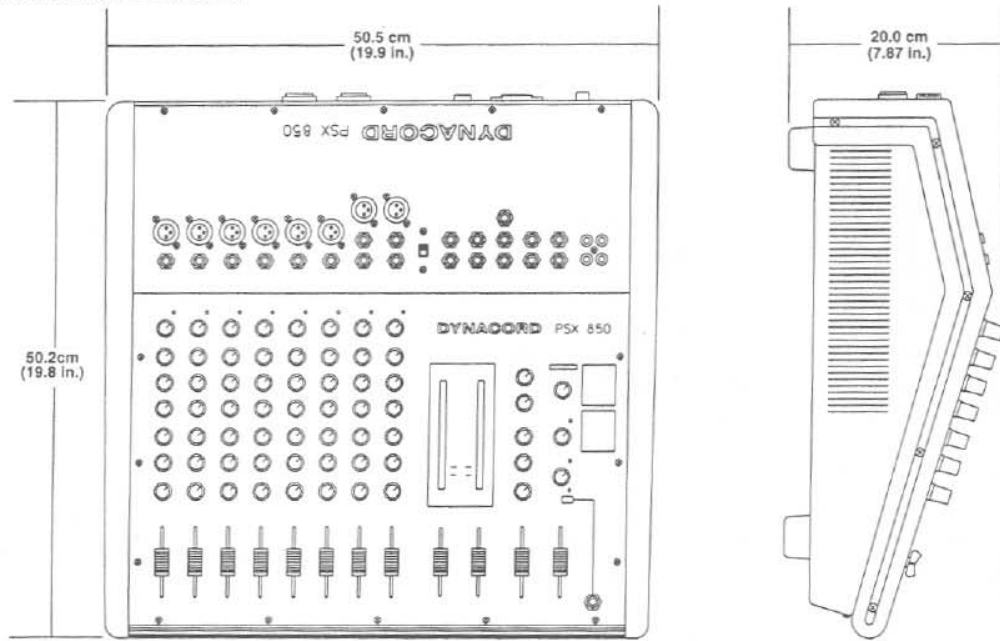 50.5 cm
(19.9 in.)
20.0 cm
(7.87 in.)
DYNACORD PSX 850
DYNACORD PSX 850
50.2cm
(19.8 in.)